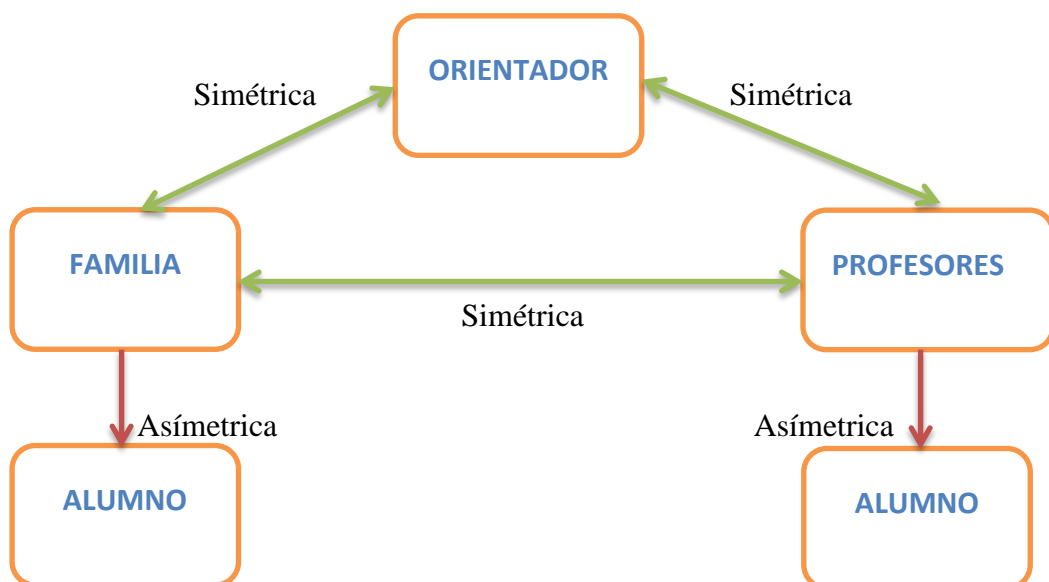 ORIENTADOR
Simétrica
Simétrica
FAMILIA
PROFESORES
Simétrica
Asímetrica
Asímetrica
ALUMNO
ALUMNO